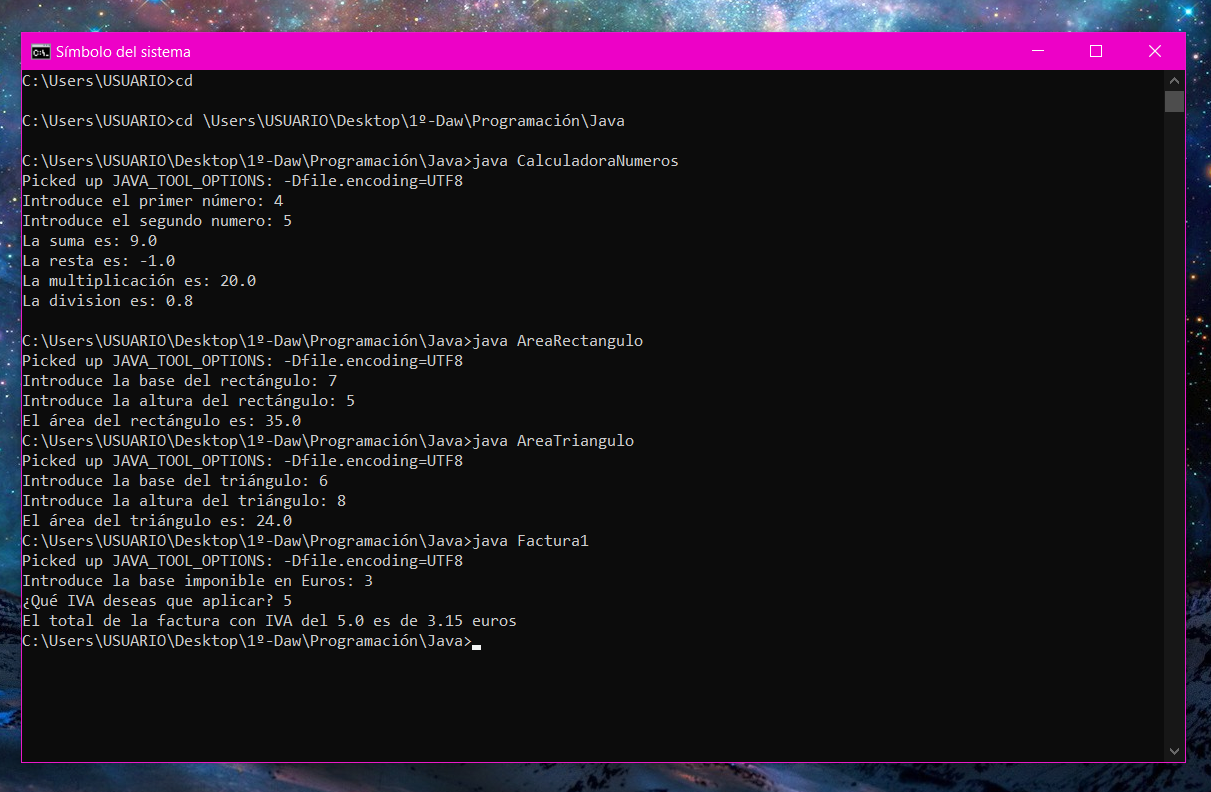 Símbolo del sistema
C:\Users\USUARIO>cd
C:\Users\USUARIO>cd \Users\USUARIO\Desktop\1º-Daw\Programación\Java
C:\Users\USUARIO\Desktop\1º-Daw\Programación\Java>java CalculadoraNumeros
Picked up JAVA_TOOL_OPTIONS: -Dfile.encoding=UTF8
Introduce el primer número: 4
Introduce el segundo numero: 5
La suma es: 9.0
La resta es: -1.0
La multiplicación es: 20.0
La division es: 0.8
C:\Users\USUARIO\Desktop\1º-Daw\Programación\Java>java AreaRectangulo
Picked up JAVA_TOOL_OPTIONS: -Dfile.encoding=UTF8
Introduce la base del rectángulo: 7
Introduce la altura del rectángulo: 5
El área del rectángulo es: 35.0
C:\Users\USUARIO\Desktop\1º-Daw\Programación\Java>java AreaTriangulo
Picked up JAVA_TOOL_OPTIONS: -Dfile.encoding=UTF8
Introduce la base del triángulo: 6
Introduce la altura del triángulo: 8
El área del triángulo es: 24.0
C:\Users\USUARIO\Desktop\1º-Daw\Programación\Java>java Factura1
Picked up JAVA_TOOL_OPTIONS: -Dfile.encoding=UTF8
Introduce la base imponible en Euros: 3
¿Qué IVA deseas que aplicar? 5
El total de la factura con IVA del 5.0 es de 3.15 euros
C:\Users\USUARIO\Desktop\1º-Daw\Programación\Java>